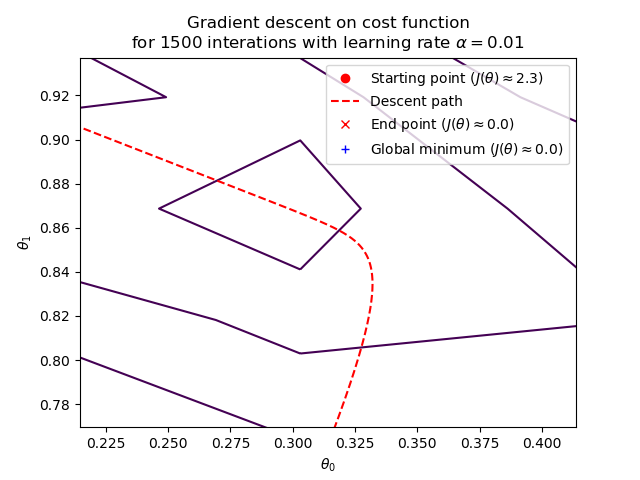 Gradient descent on cost function
for 1500 interations with learning rate α = 0.01
Starting point (J(θ) ≈ 2.3)
Descent path
End point (J(θ) ≈ 0.0)
Global minimum (J(θ) ≈ 0.0)
θ₁
0.92
0.90
0.88
0.86
0.84
0.82
0.80
0.78
0.225 0.250 0.275 0.300 0.325 0.350 0.375 0.400
θ₀